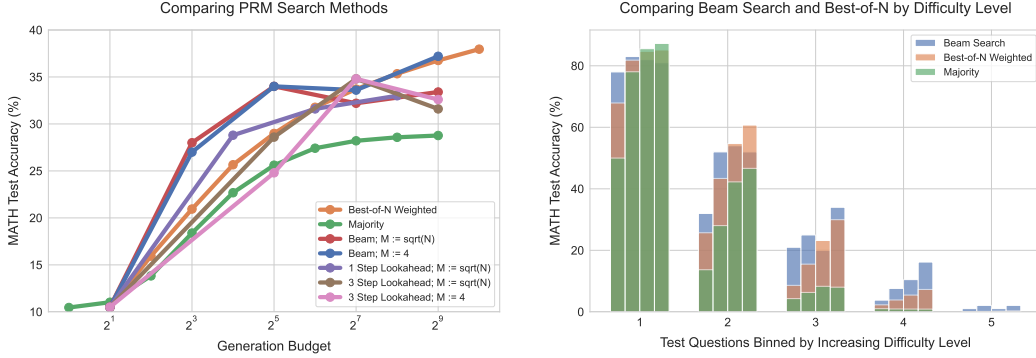 Comparing PRM Search Methods
MATH Test Accuracy (%)
40
35
30
25
20
15
10
2^1
2^3
2^5
2^7
2^9
Generation Budget
Best-of-N Weighted
Majority
Beam; M := sqrt(N)
Beam; M := 4
1 Step Lookahead; M := sqrt(N)
3 Step Lookahead; M := sqrt(N)
3 Step Lookahead; M := 4
Comparing Beam Search and Best-of-N by Difficulty Level
MATH Test Accuracy (%)
80
60
40
20
0
1
2
3
4
5
Test Questions Binned by Increasing Difficulty Level
Beam Search
Best-of-N Weighted
Majority